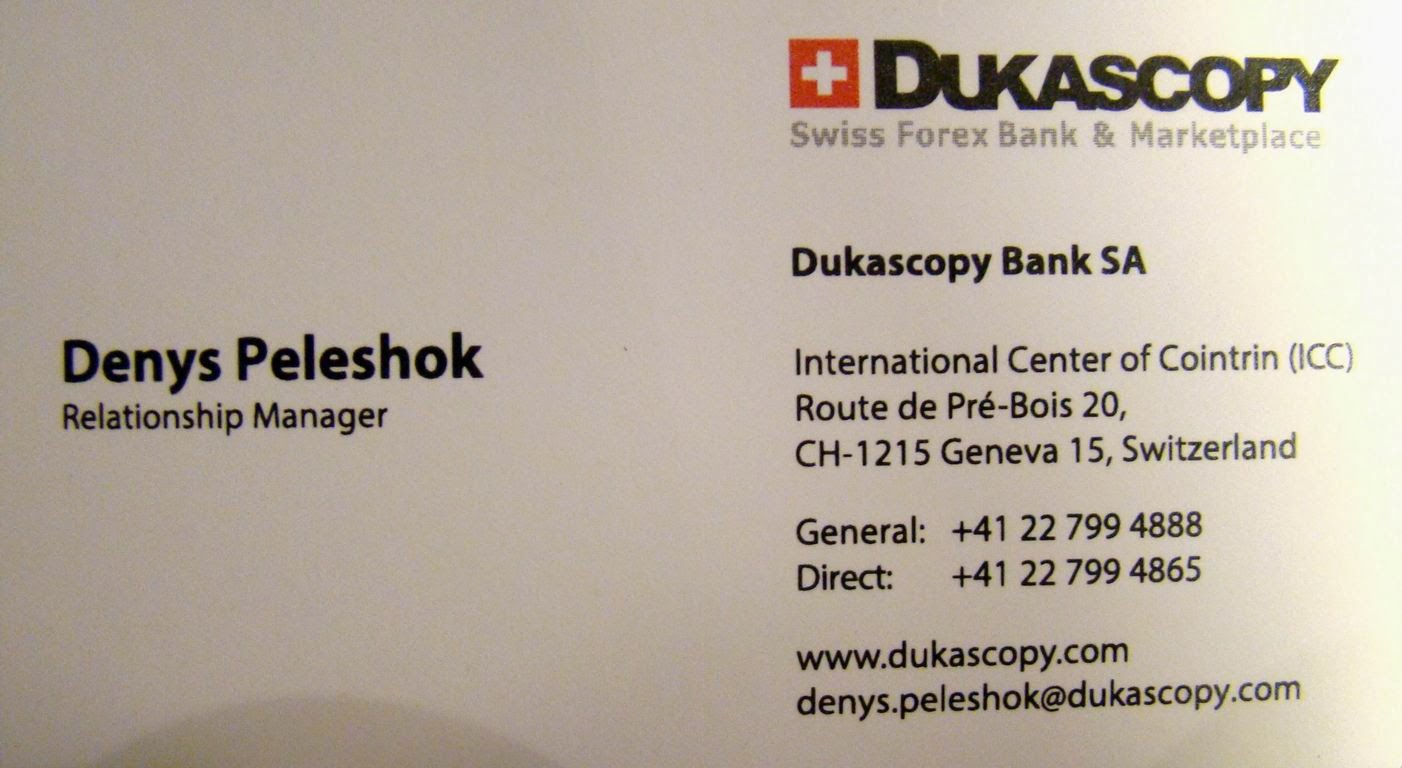 DUKASCOPY
Swiss Forex Bank & Marketplace
Dukascopy Bank SA
Denys Peleshok
Relationship Manager
International Center of Cointrin (ICC)
Route de Pré-Bois 20,
CH-1215 Geneva 15, Switzerland
General: +41 22 799 4888
Direct: +41 22 799 4865
www.dukascopy.com
denys.peleshok@dukascopy.com